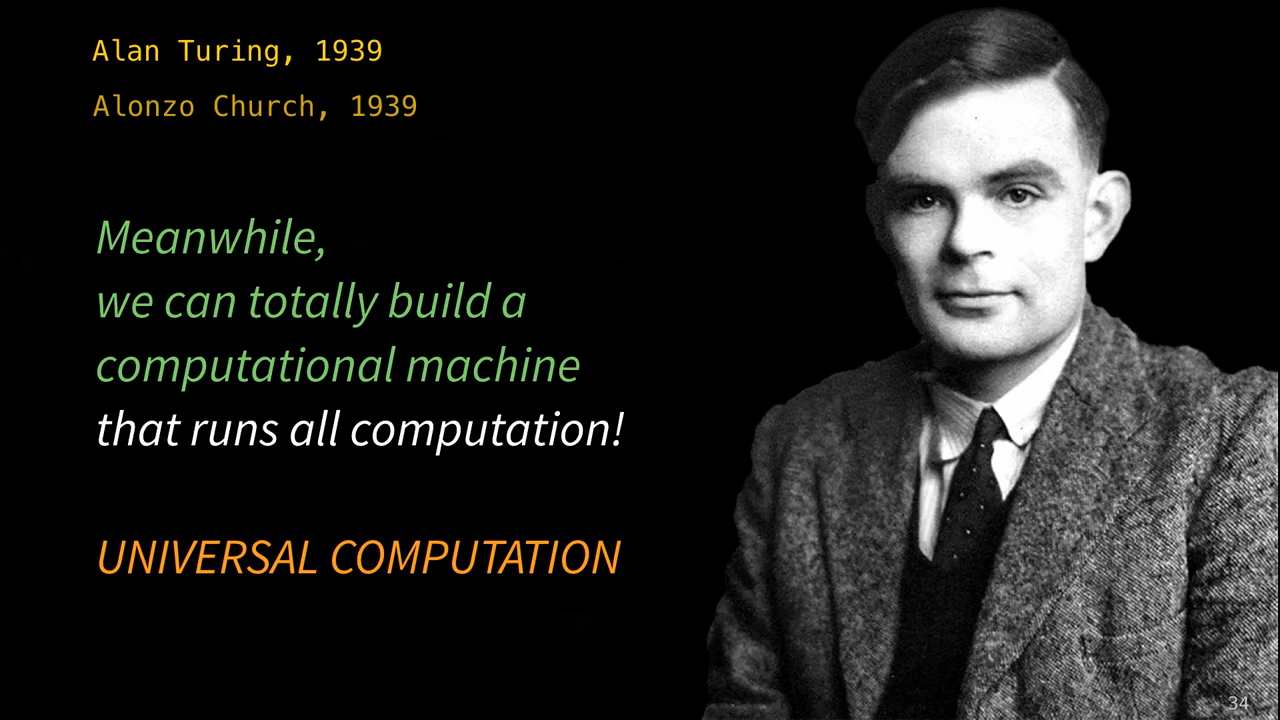 Alan Turing, 1939
Alonzo Church, 1939
Meanwhile,
we can totally build a
computational machine
that runs all computation!
UNIVERSAL COMPUTATION
34